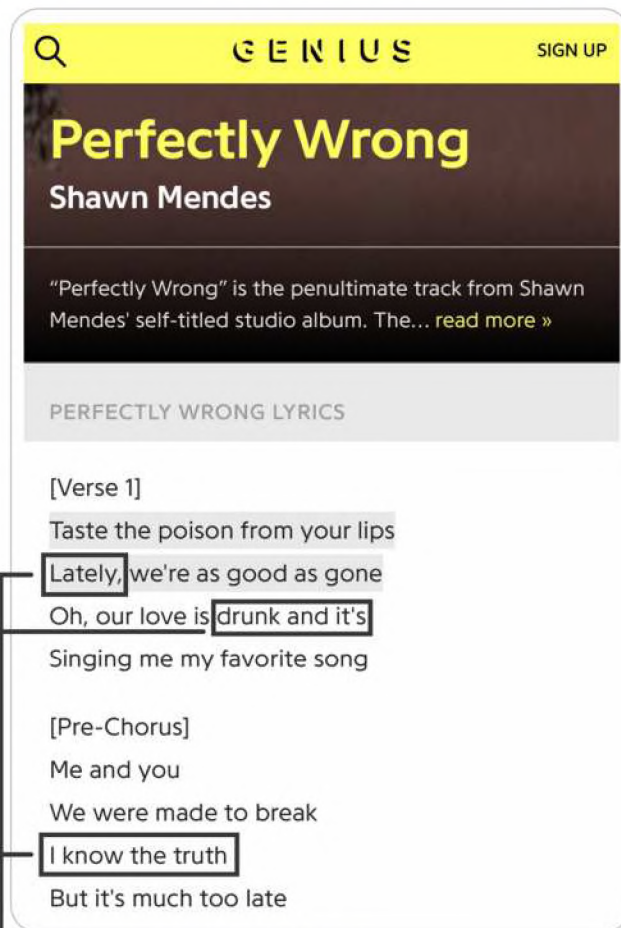 GENIUS
SIGN UP
Perfectly Wrong
Shawn Mendes
“Perfectly Wrong” is the penultimate track from Shawn
Mendes' self-titled studio album. The... read more »
PERFECTLY WRONG LYRICS
[Verse 1]
Taste the poison from your lips
Lately, we're as good as gone
Oh, our love is drunk and it's
Singing me my favorite song
[Pre-Chorus]
Me and you
We were made to break
I know the truth
But it's much too late